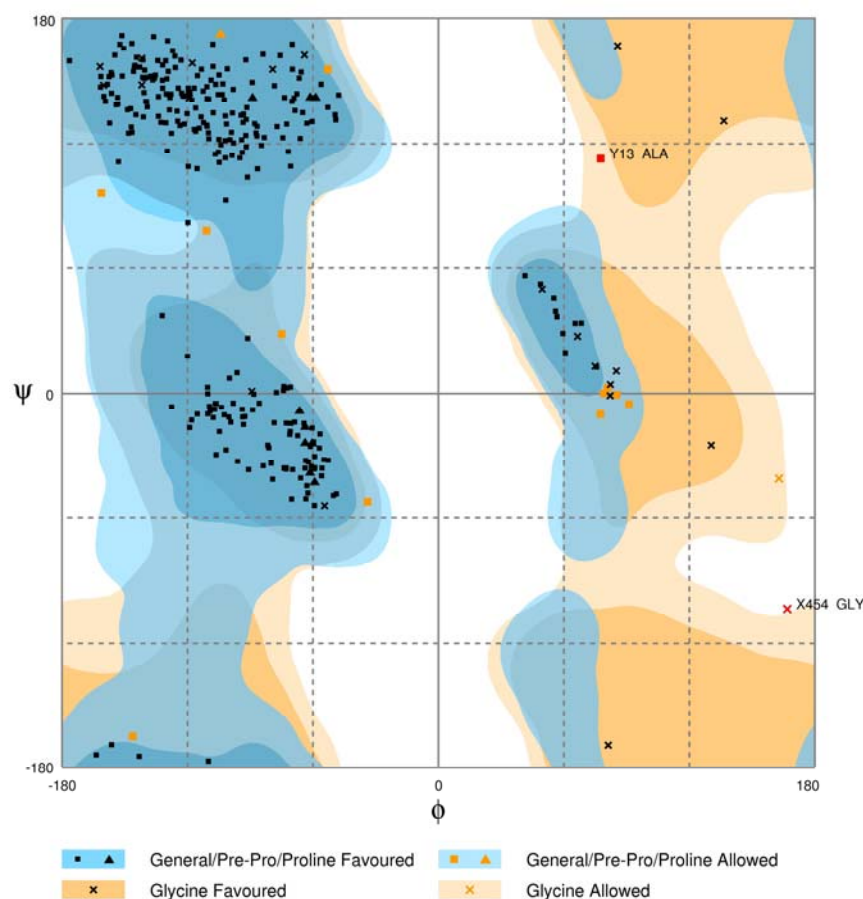 180
Y13 ALA
ψ 0
X454 GLY
-180
-180 0 180
ϕ
General/Pre-Pro/Proline Favoured General/Pre-Pro/Proline Allowed
Glycine Favoured Glycine Allowed